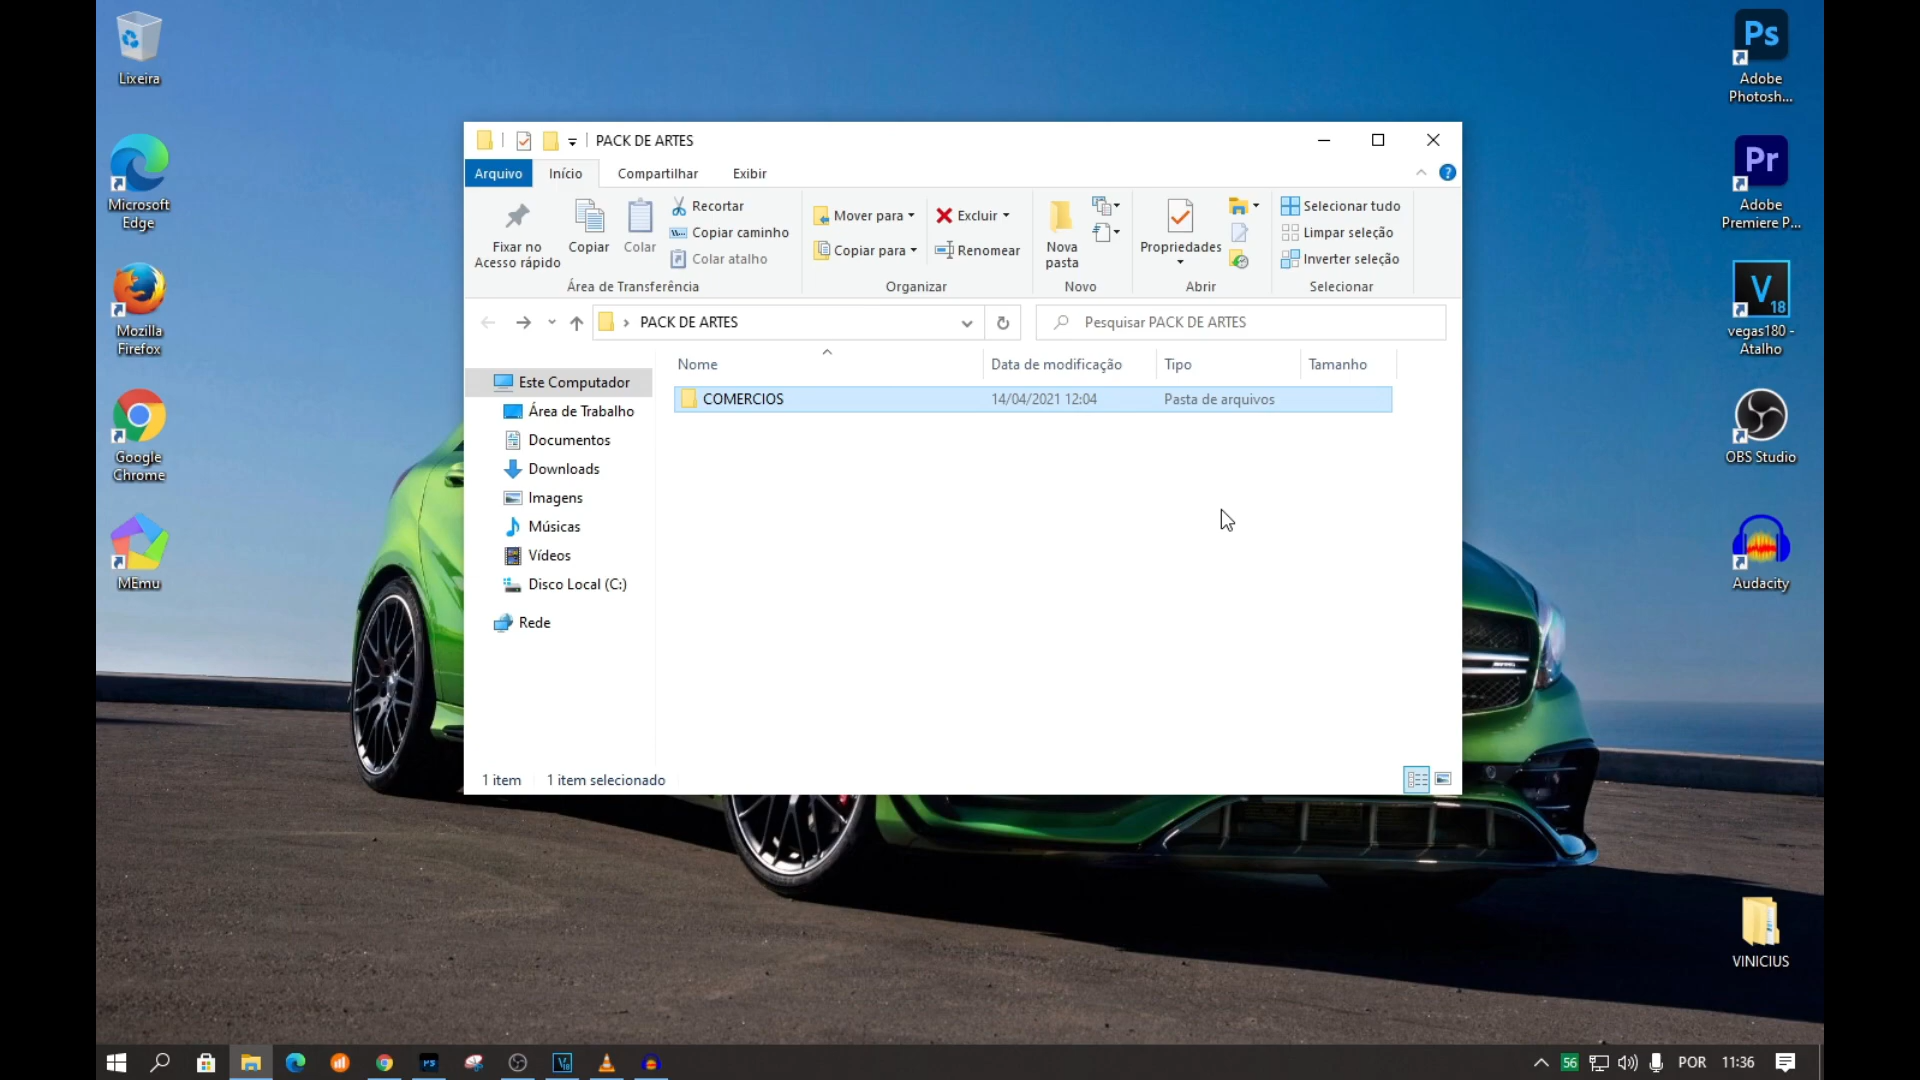 Lixeira
Microsoft
Edge
Mozilla
Firefox
Google
Chrome
MEmu
Ps
Adobe
Photosh...
Pr
Adobe
Premiere P...
V
18
vegas180 -
Atalho
OBS Studio
Audacity
VINICIUS
PACK DE ARTES
Arquivo
Início
Compartilhar
Exibir
Fixar no
Acesso rápido
Copiar
Colar
Recortar
Copiar caminho
Colar atalho
Área de Transferência
Mover para
Copiar para
Excluir
Renomear
Organizar
Nova
pasta
Novo
Propriedades
Abrir
Selecionar tudo
Limpar seleção
Inverter seleção
Selecionar
PACK DE ARTES
Pesquisar PACK DE ARTES
Nome
Data de modificação
Tipo
Tamanho
COMERCIOS
14/04/2021 12:04
Pasta de arquivos
Este Computador
Área de Trabalho
Documentos
Downloads
Imagens
Músicas
Vídeos
Disco Local (C:)
Rede
1 item
1 item selecionado
56
POR
11:36